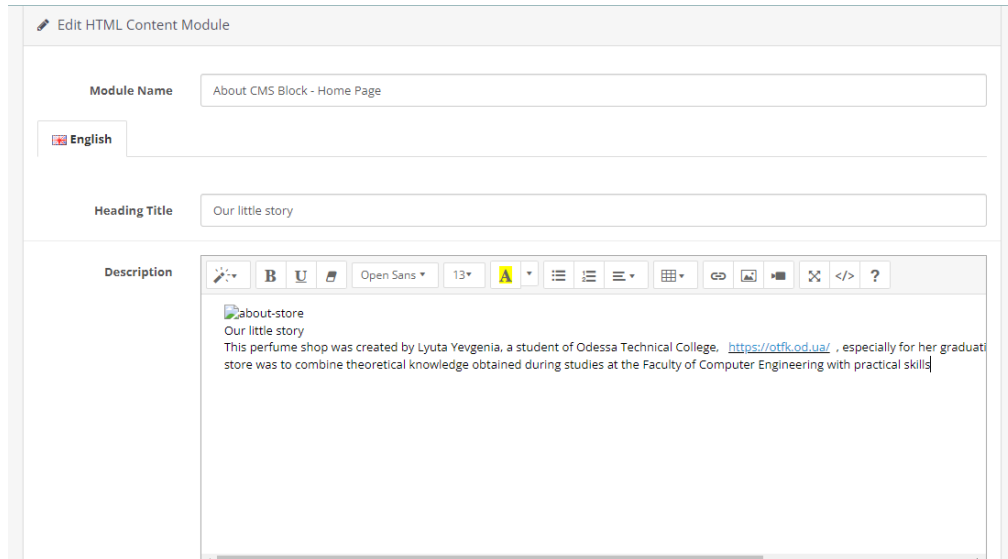 Edit HTML Content Module
Module Name
About CMS Block - Home Page
English
Heading Title
Our little story
Description
B U Open Sans 13 A </> ?
about-store
Our little story
This perfume shop was created by Lyuta Yevgenia, a student of Odessa Technical College, https://otfk.od.ua/ , especially for her graduati
store was to combine theoretical knowledge obtained during studies at the Faculty of Computer Engineering with practical skills